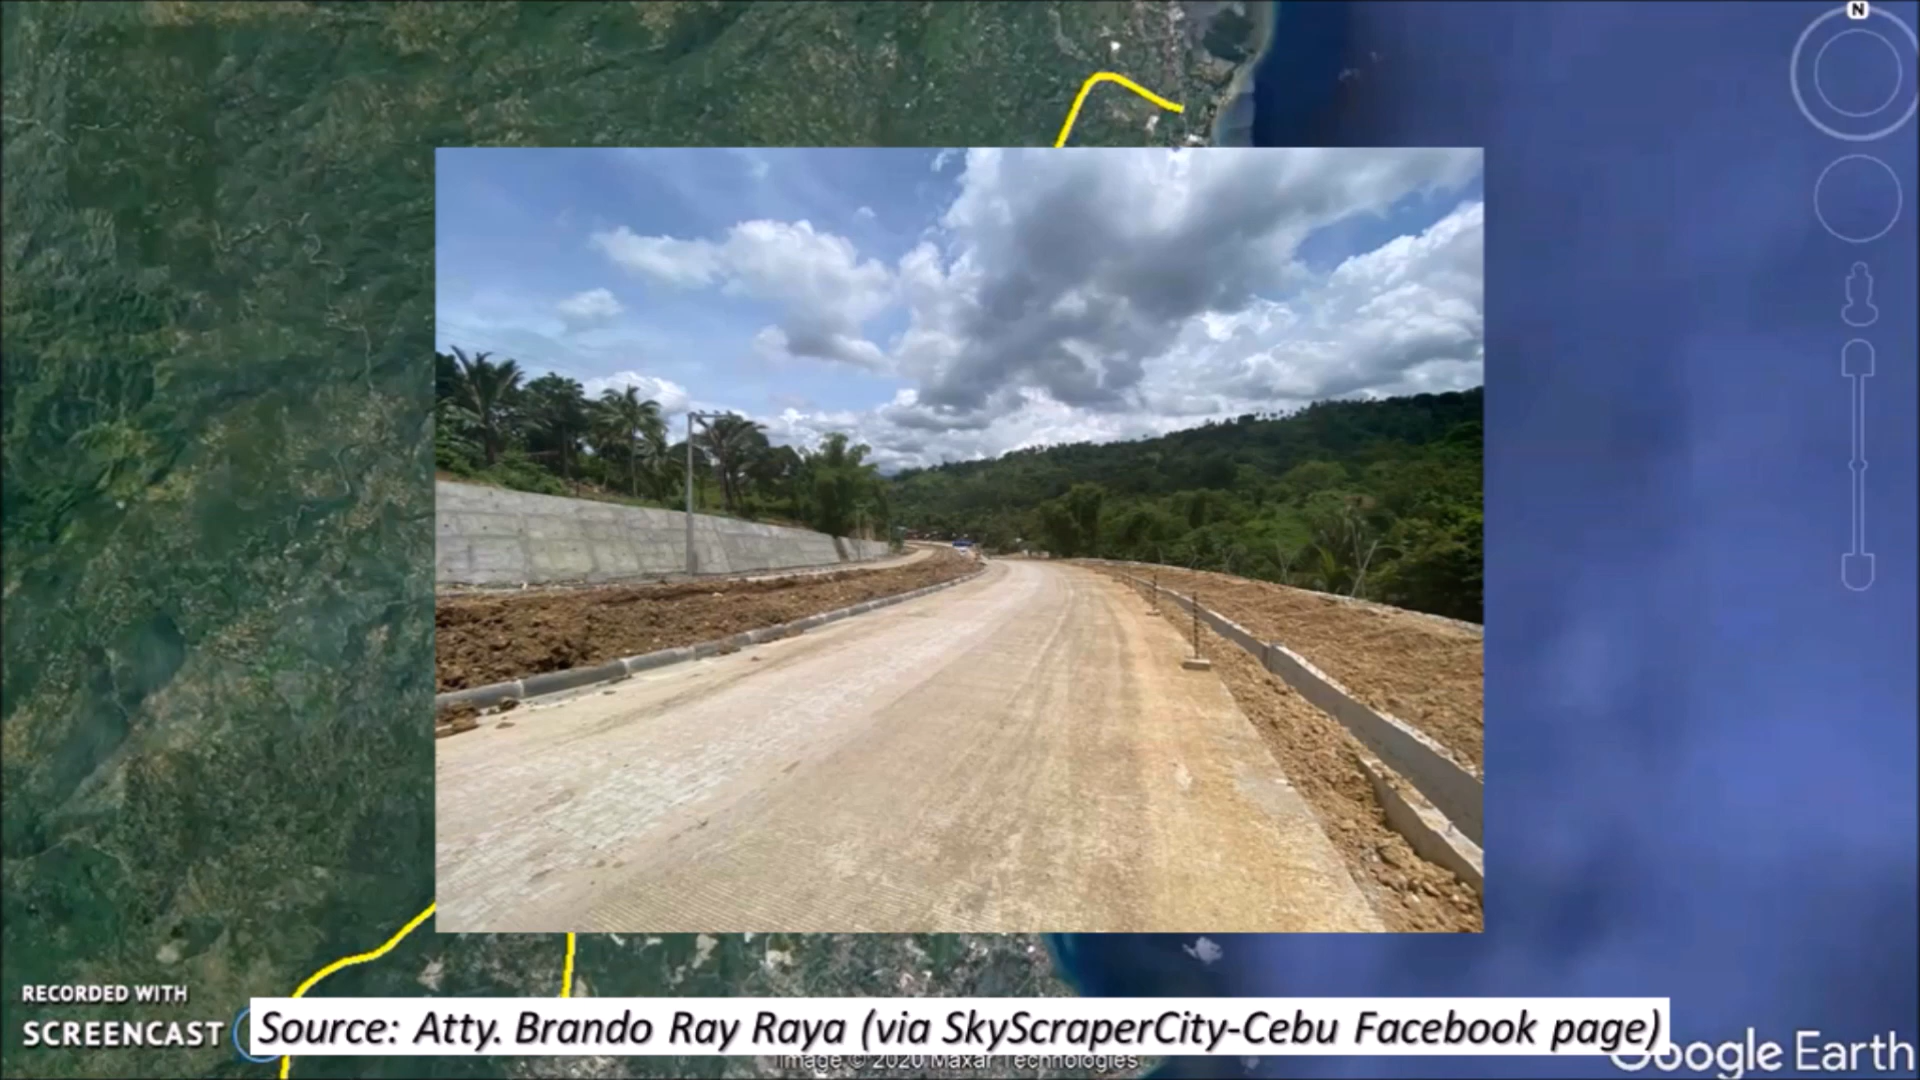 N
RECORDED WITH
SCREENCAST
Source: Atty. Brando Ray Raya (via SkyScraperCity-Cebu Facebook page)
Google Earth
Image © 2020 Maxar Technologies